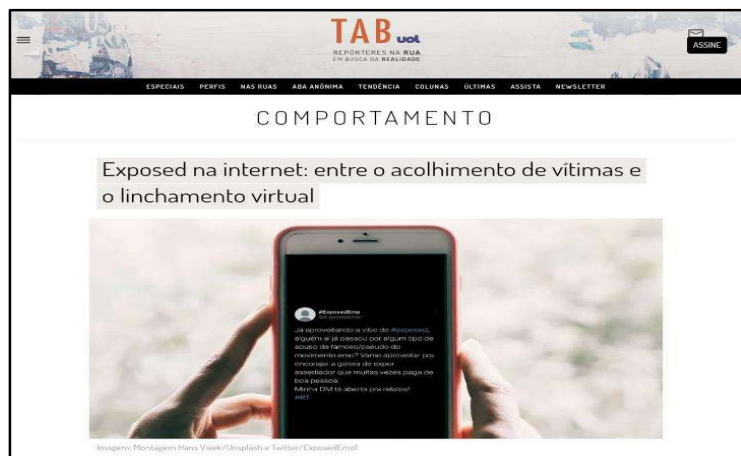 TAB uol
REPÓRTERES NA RUA
EM BUSCA DA REALIDADE
ASSINE
ESPECIAIS PERFIS NAS RUAS ABA ANÔNIMA TENDÊNCIA COLUNAS ÚLTIMAS ASSISTA NEWSLETTER
COMPORTAMENTO
Exposed na internet: entre o acolhimento de vítimas e
o linchamento virtual
#ExposedEmo
Já aproveitando a vibe de #exposed,
alguém aí já passou por algum tipo de
abuso de famoso/pseudo do
movimento emo? Vamo aproveitar pra
encorajar a galera de expor
assediador que muitas vezes paga de
boa pessoa.
Minha DM tá aberta pra relatos!
#RT
Imagem: Montagem Hans Vivek/Unsplash e Twitter/ExposedEmo1